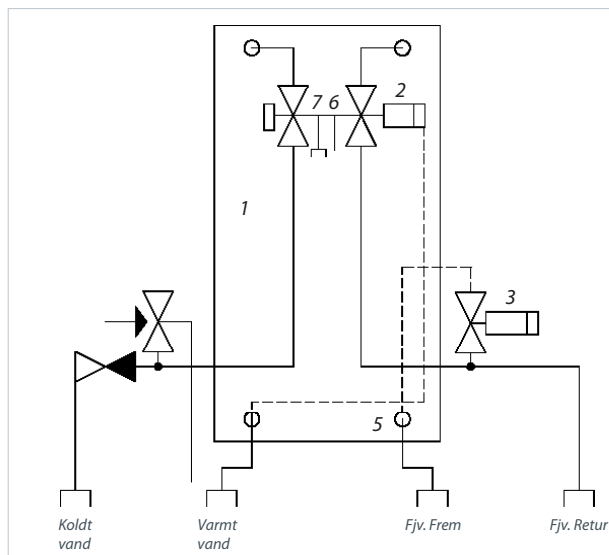 7 6 2
1
3
5
Koldt vand
Varmt vand
Fjv. Frem
Fjv. Retur